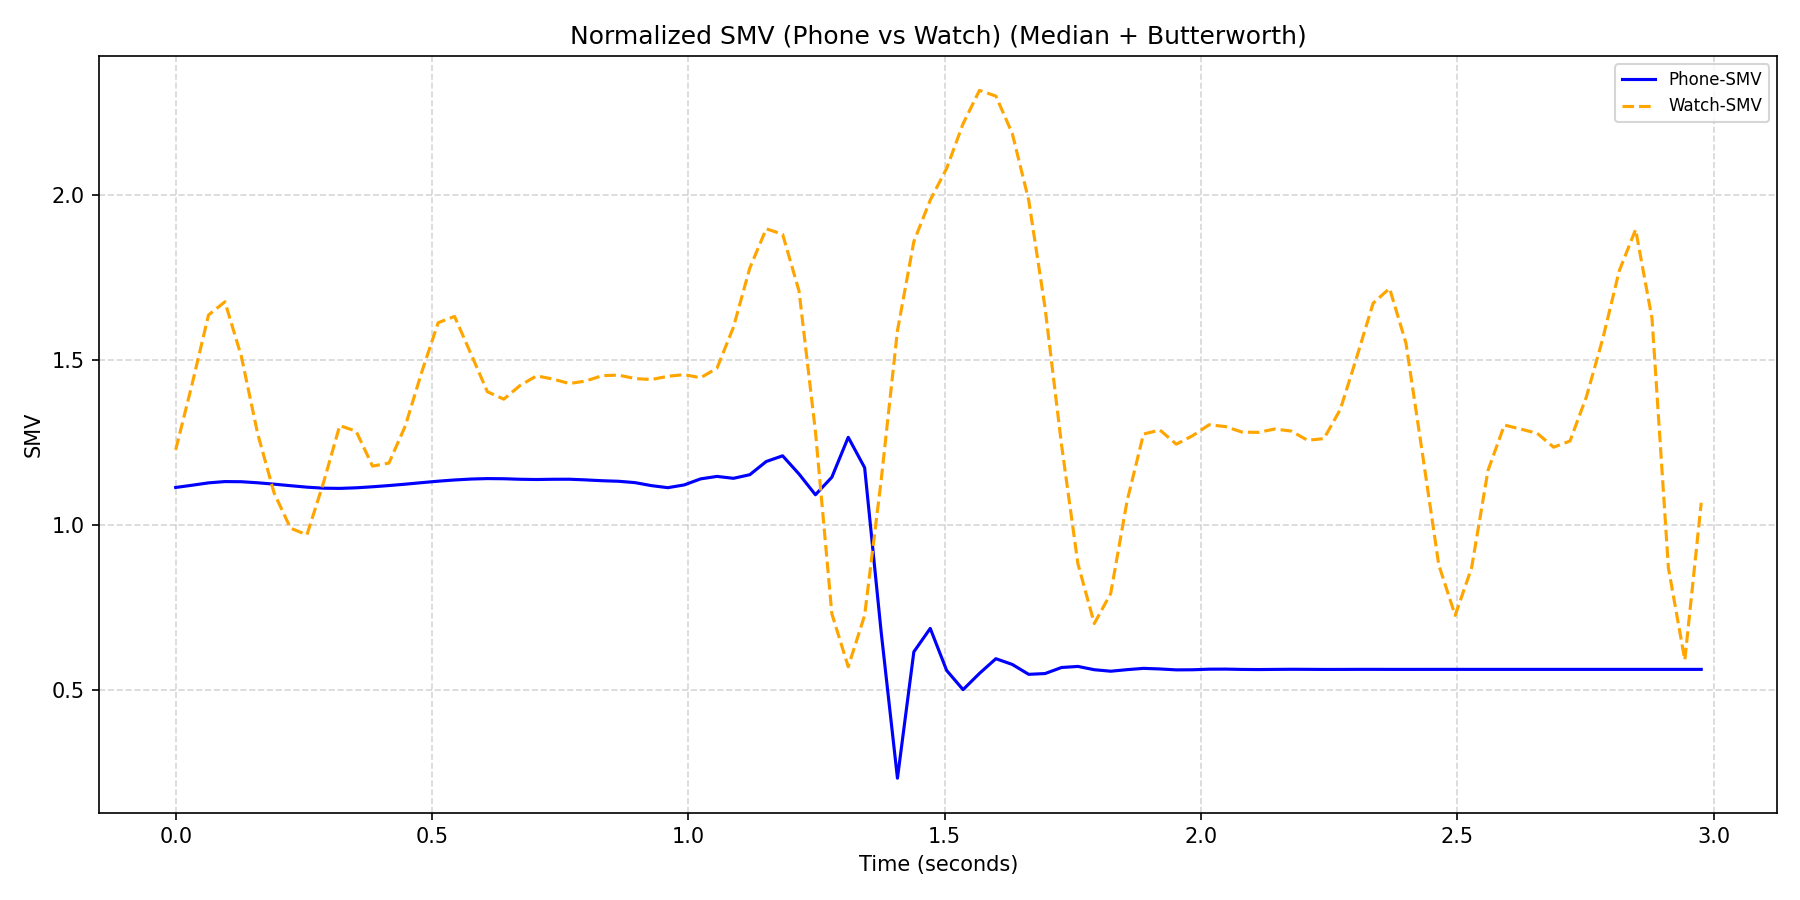 Normalized SMV (Phone vs Watch) (Median + Butterworth)
Phone-SMV
Watch-SMV
SMV
2.0
1.5
1.0
0.5
0.0 0.5 1.0 1.5 2.0 2.5 3.0
Time (seconds)